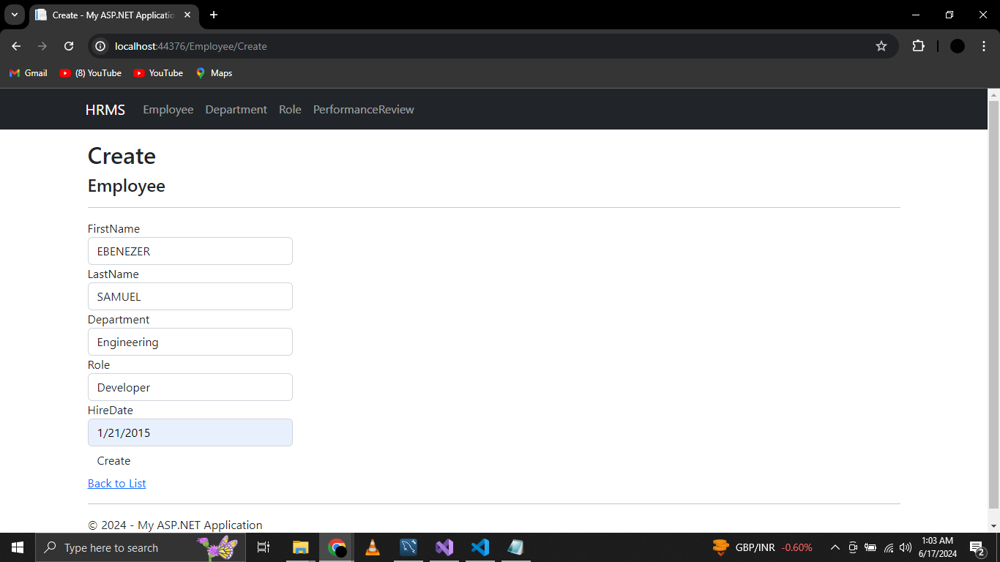 Create - My ASP.NET Applicatio
localhost:44376/Employee/Create
Gmail (8) YouTube YouTube Maps
HRMS Employee Department Role PerformanceReview
Create
Employee
FirstName
EBENEZER
LastName
SAMUEL
Department
Engineering
Role
Developer
HireDate
1/21/2015
Create
Back to List
© 2024 - My ASP.NET Application
Type here to search GBP/INR -0.60% 1:03 AM
6/17/2024 2